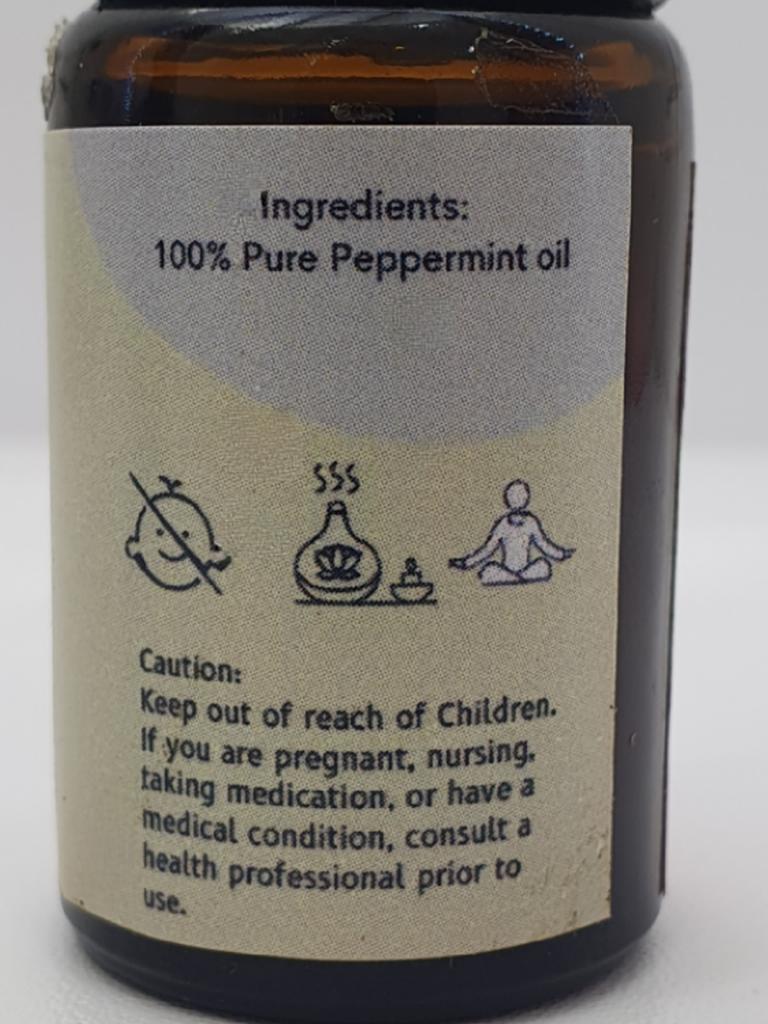 Ingredients:
100% Pure Peppermint oil
Caution:
Keep out of reach of Children.
If you are pregnant, nursing,
taking medication, or have a
medical condition, consult a
health professional prior to
use.